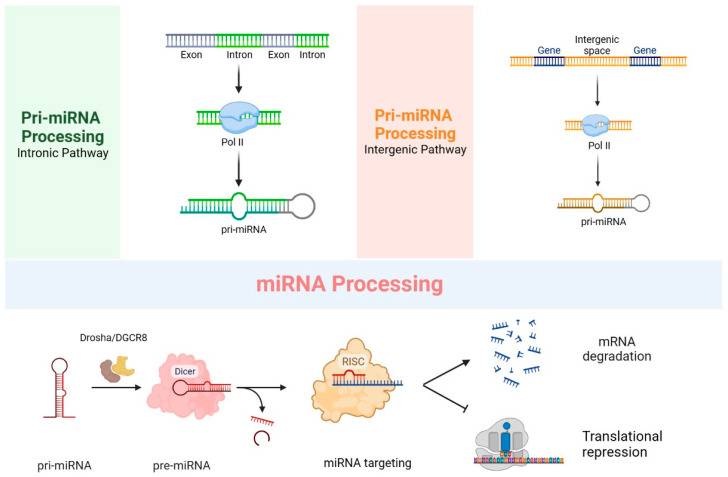 Pri-miRNA
Processing
Intronic Pathway
Exon Intron Exon Intron
Pol II
pri-miRNA
Pri-miRNA
Processing
Intergenic Pathway
Gene Intergenic space Gene
Pol II
pri-miRNA
miRNA Processing
Drosha/DGCR8
Dicer
RISC
mRNA
degradation
Translational
repression
pri-miRNA
pre-miRNA
miRNA targeting